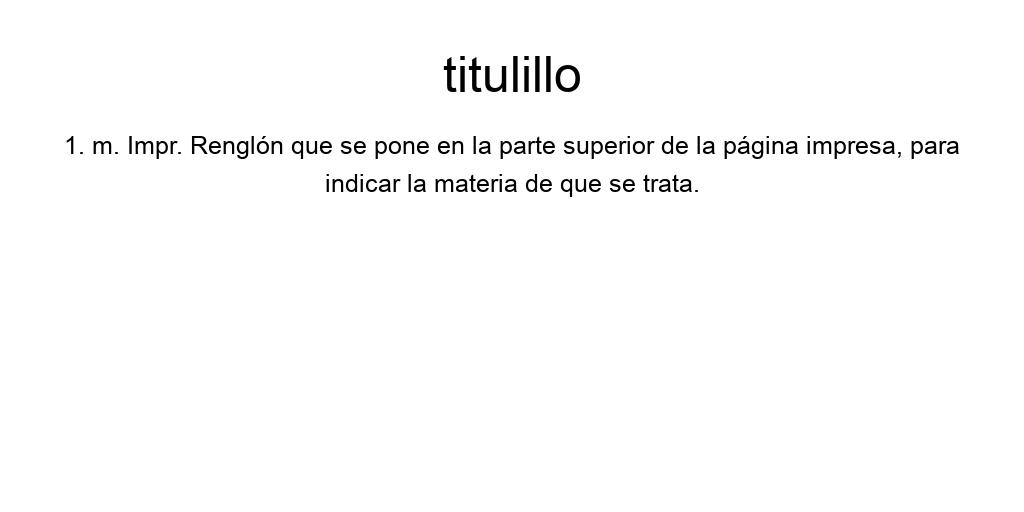 titulillo
1. m. Impr. Renglón que se pone en la parte superior de la página impresa, para
indicar la materia de que se trata.